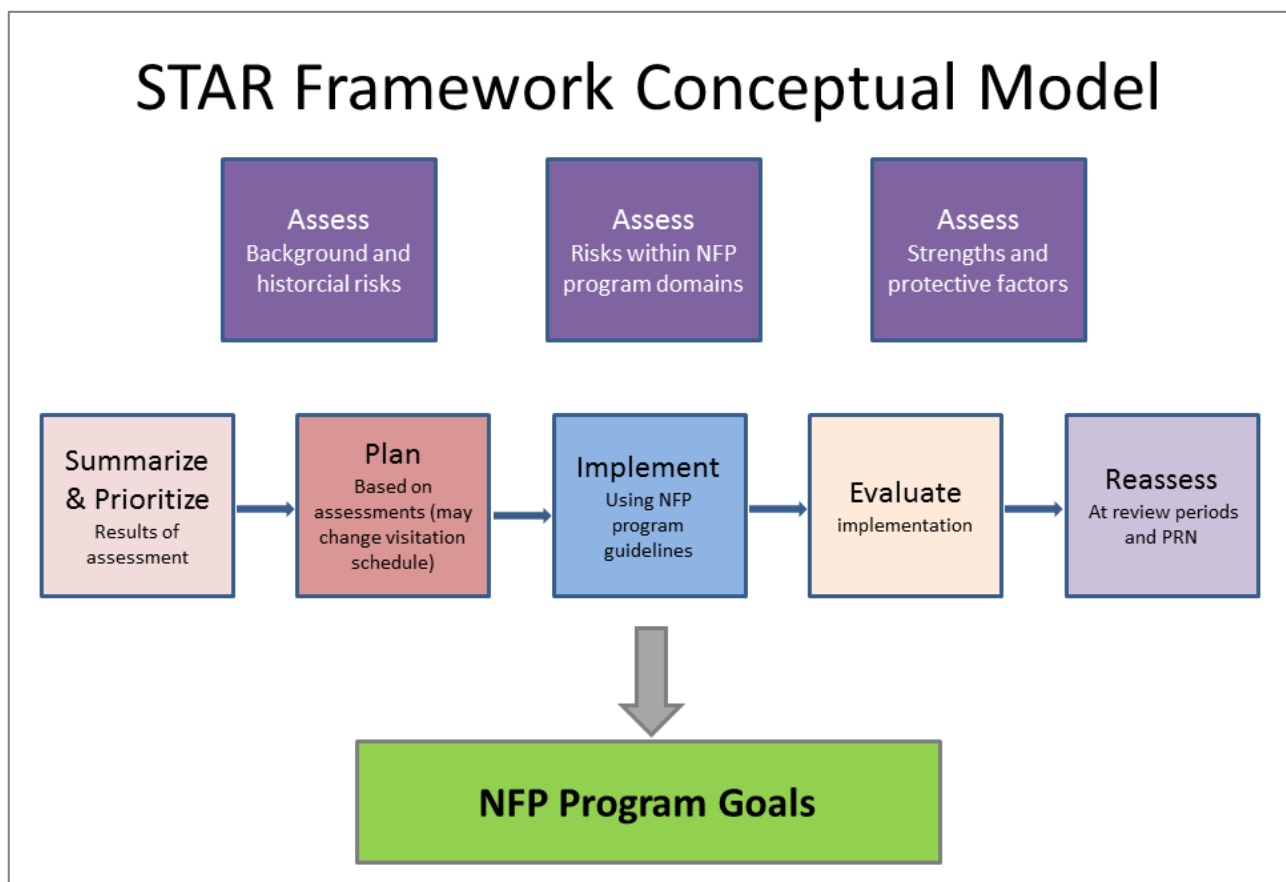 STAR Framework Conceptual Model
Assess
Background and
historcial risks
Assess
Risks within NFP
program domains
Assess
Strengths and
protective factors
Summarize
& Prioritize
Results of
assessment
Plan
Based on
assessments (may
change visitation
schedule)
Implement
Using NFP
program
guidelines
Evaluate
implementation
Reassess
At review periods
and PRN
NFP Program Goals